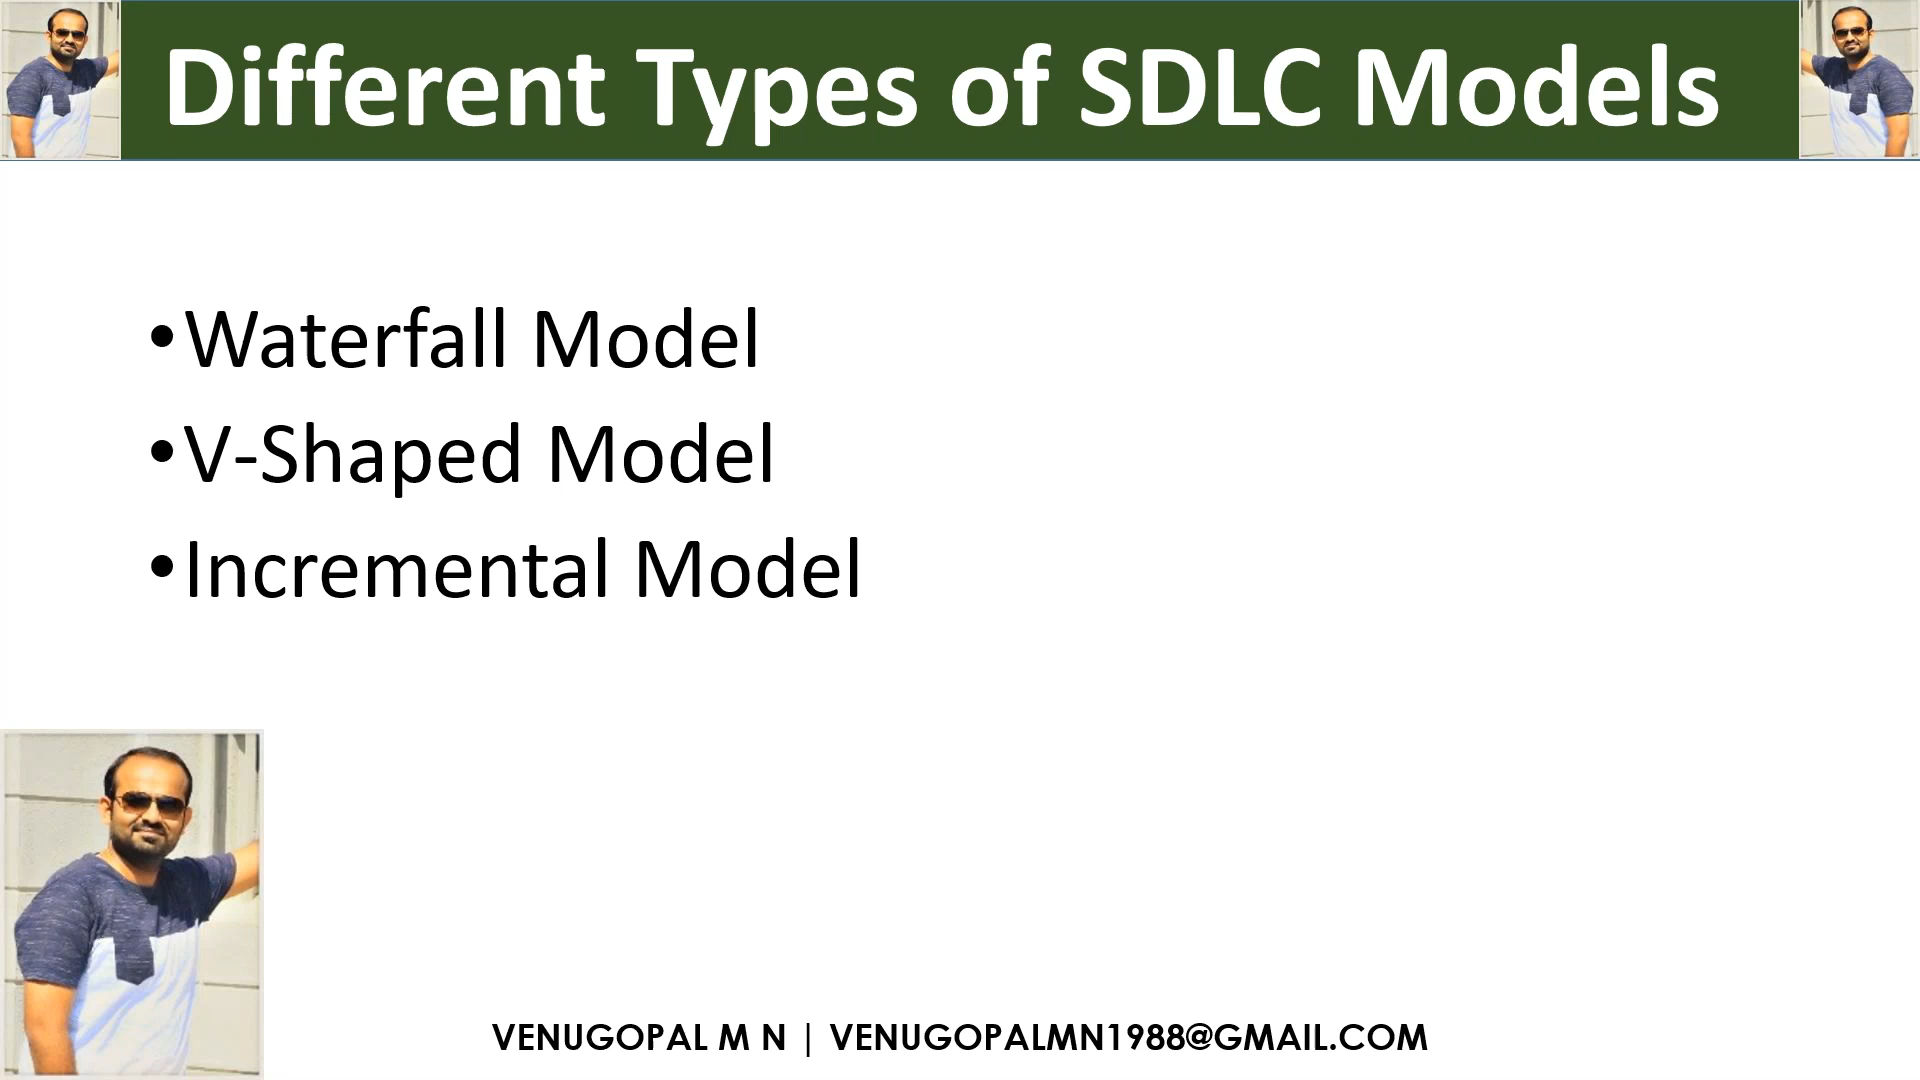 Different Types of SDLC Models
•Waterfall Model
•V-Shaped Model
•Incremental Model
VENUGOPAL M N | VENUGOPALMN1988@GMAIL.COM